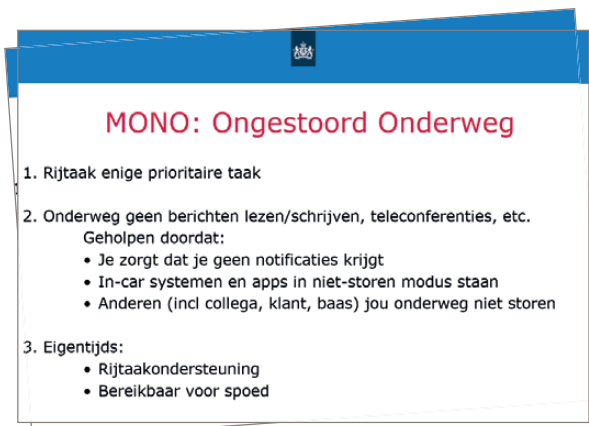 MONO: Ongestoord Onderweg
1. Rijtaak enige prioritaire taak
2. Onderweg geen berichten lezen/schrijven, teleconferenties, etc.
Geholpen doordat:
• Je zorgt dat je geen notificaties krijgt
• In-car systemen en apps in niet-storen modus staan
• Anderen (incl collega, klant, baas) jou onderweg niet storen
3. Eigentijds:
• Rijtaakondersteuning
• Bereikbaar voor spoed